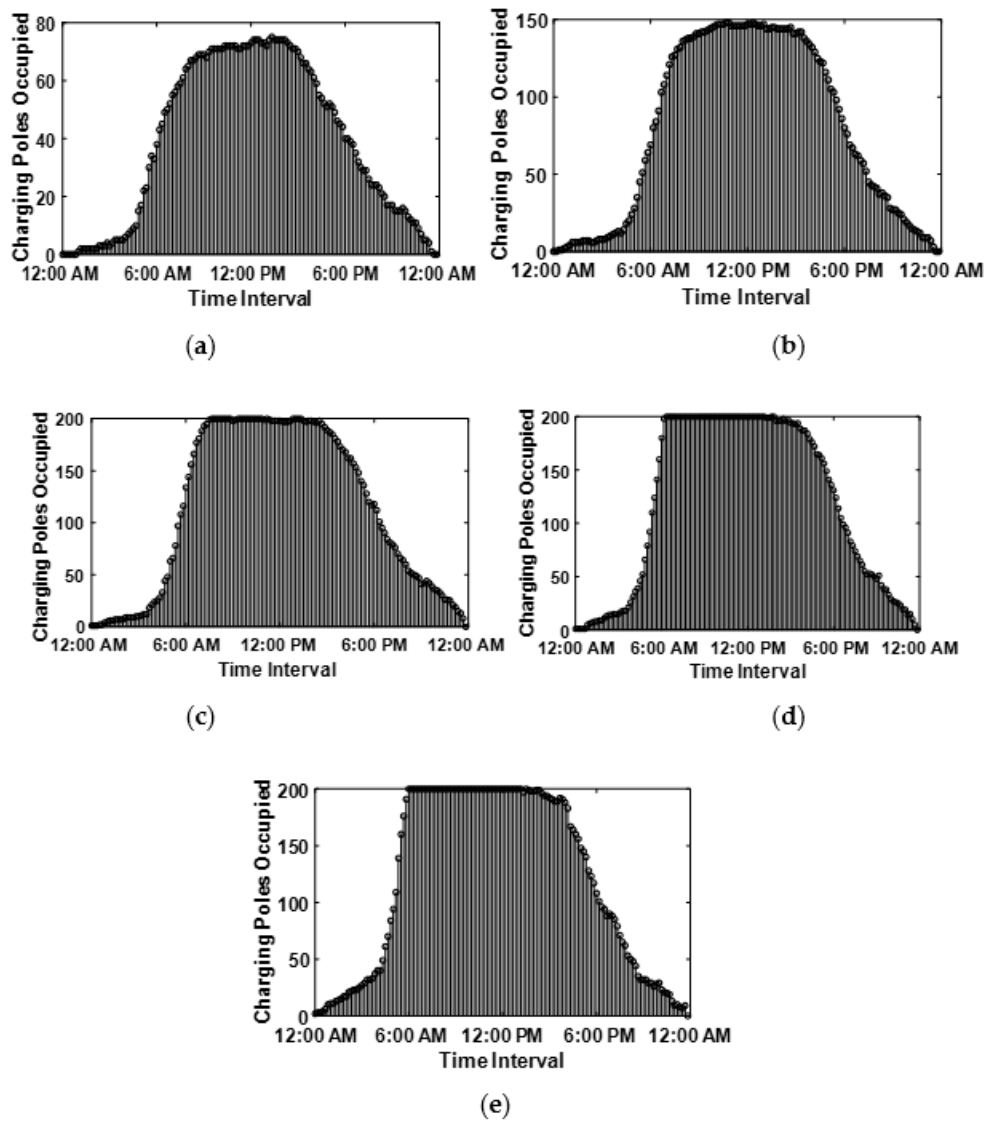 Charging Poles Occupied
80
60
40
20
0
12:00 AM 6:00 AM 12:00 PM 6:00 PM 12:00 AM
Time Interval
(a)
Charging Poles Occupied
150
100
50
0
12:00 AM 6:00 AM 12:00 PM 6:00 PM 12:00 AM
Time Interval
(b)
Charging Poles Occupied
200
150
100
50
0
12:00 AM 6:00 AM 12:00 PM 6:00 PM 12:00 AM
Time Interval
(c)
Charging Poles Occupied
200
150
100
50
0
12:00 AM 6:00 AM 12:00 PM 6:00 PM 12:00 AM
Time Interval
(d)
Charging Poles Occupied
200
150
100
50
0
12:00 AM 6:00 AM 12:00 PM 6:00 PM 12:00 AM
Time Interval
(e)